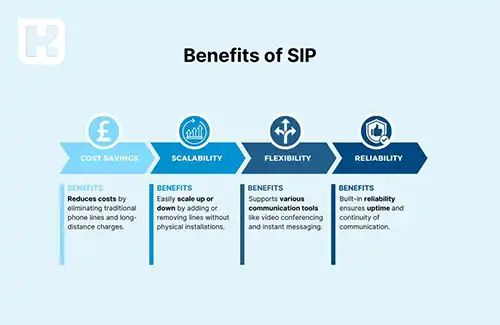 Benefits of SIP
£
COST SAVINGS
SCALABILITY
FLEXIBILITY
RELIABILITY
BENEFITS
Reduces costs by
eliminating traditional
phone lines and long-
distance charges.
BENEFITS
Easily scale up or
down by adding or
removing lines without
physical installations.
BENEFITS
Supports various
communication tools
like video conferencing
and instant messaging.
BENEFITS
Built-in reliability
ensures uptime and
continuity of
communication.